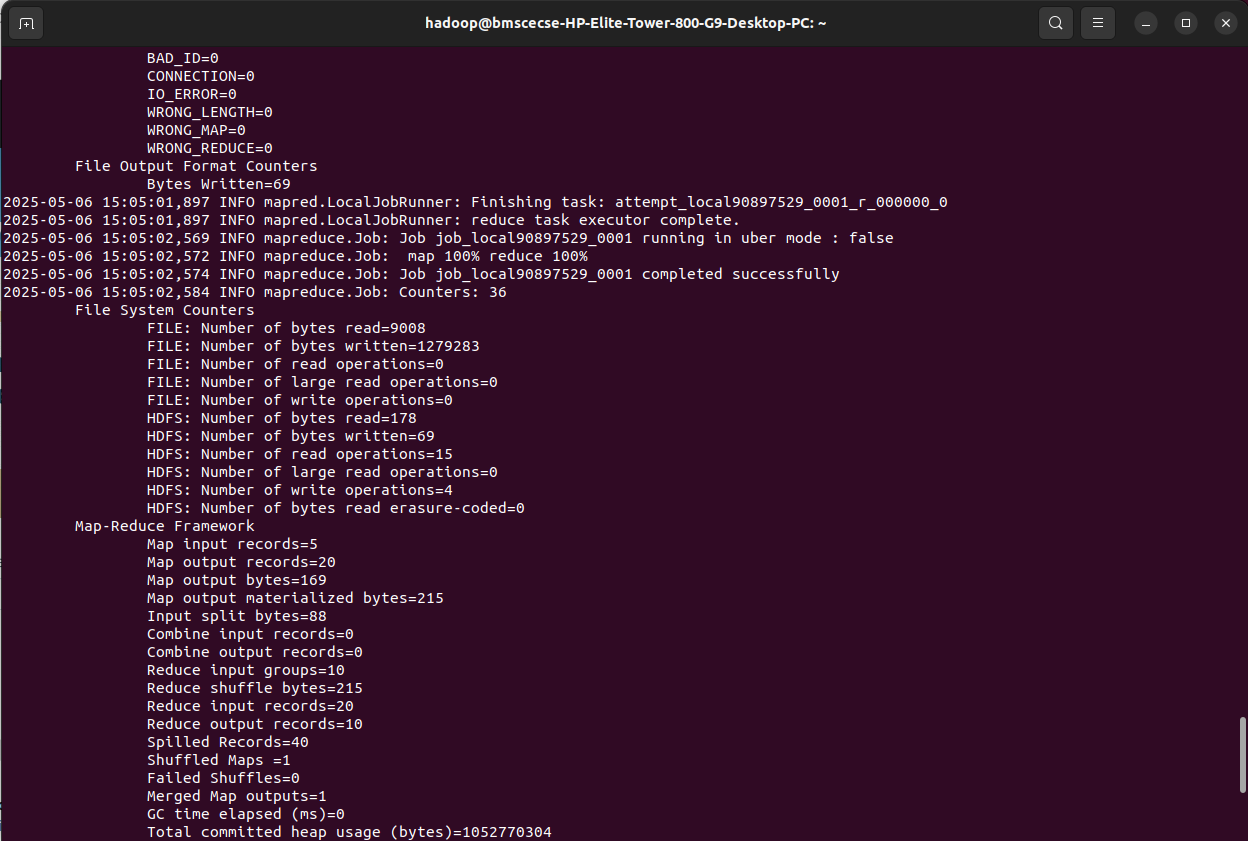 hadoop@bmscecse-HP-Elite-Tower-800-G9-Desktop-PC: ~
BAD_ID=0
CONNECTION=0
IO_ERROR=0
WRONG_LENGTH=0
WRONG_MAP=0
WRONG_REDUCE=0
File Output Format Counters
Bytes Written=69
2025-05-06 15:05:01,897 INFO mapred.LocalJobRunner: Finishing task: attempt_local90897529_0001_r_000000_0
2025-05-06 15:05:01,897 INFO mapred.LocalJobRunner: reduce task executor complete.
2025-05-06 15:05:02,569 INFO mapreduce.Job: Job job_local90897529_0001 running in uber mode : false
2025-05-06 15:05:02,572 INFO mapreduce.Job:  map 100% reduce 100%
2025-05-06 15:05:02,574 INFO mapreduce.Job: Job job_local90897529_0001 completed successfully
2025-05-06 15:05:02,584 INFO mapreduce.Job: Counters: 36
File System Counters
FILE: Number of bytes read=9008
FILE: Number of bytes written=1279283
FILE: Number of read operations=0
FILE: Number of large read operations=0
FILE: Number of write operations=0
HDFS: Number of bytes read=178
HDFS: Number of bytes written=69
HDFS: Number of read operations=15
HDFS: Number of large read operations=0
HDFS: Number of write operations=4
HDFS: Number of bytes read erasure-coded=0
Map-Reduce Framework
Map input records=5
Map output records=20
Map output bytes=169
Map output materialized bytes=215
Input split bytes=88
Combine input records=0
Combine output records=0
Reduce input groups=10
Reduce shuffle bytes=215
Reduce input records=20
Reduce output records=10
Spilled Records=40
Shuffled Maps =1
Failed Shuffles=0
Merged Map outputs=1
GC time elapsed (ms)=0
Total committed heap usage (bytes)=1052770304